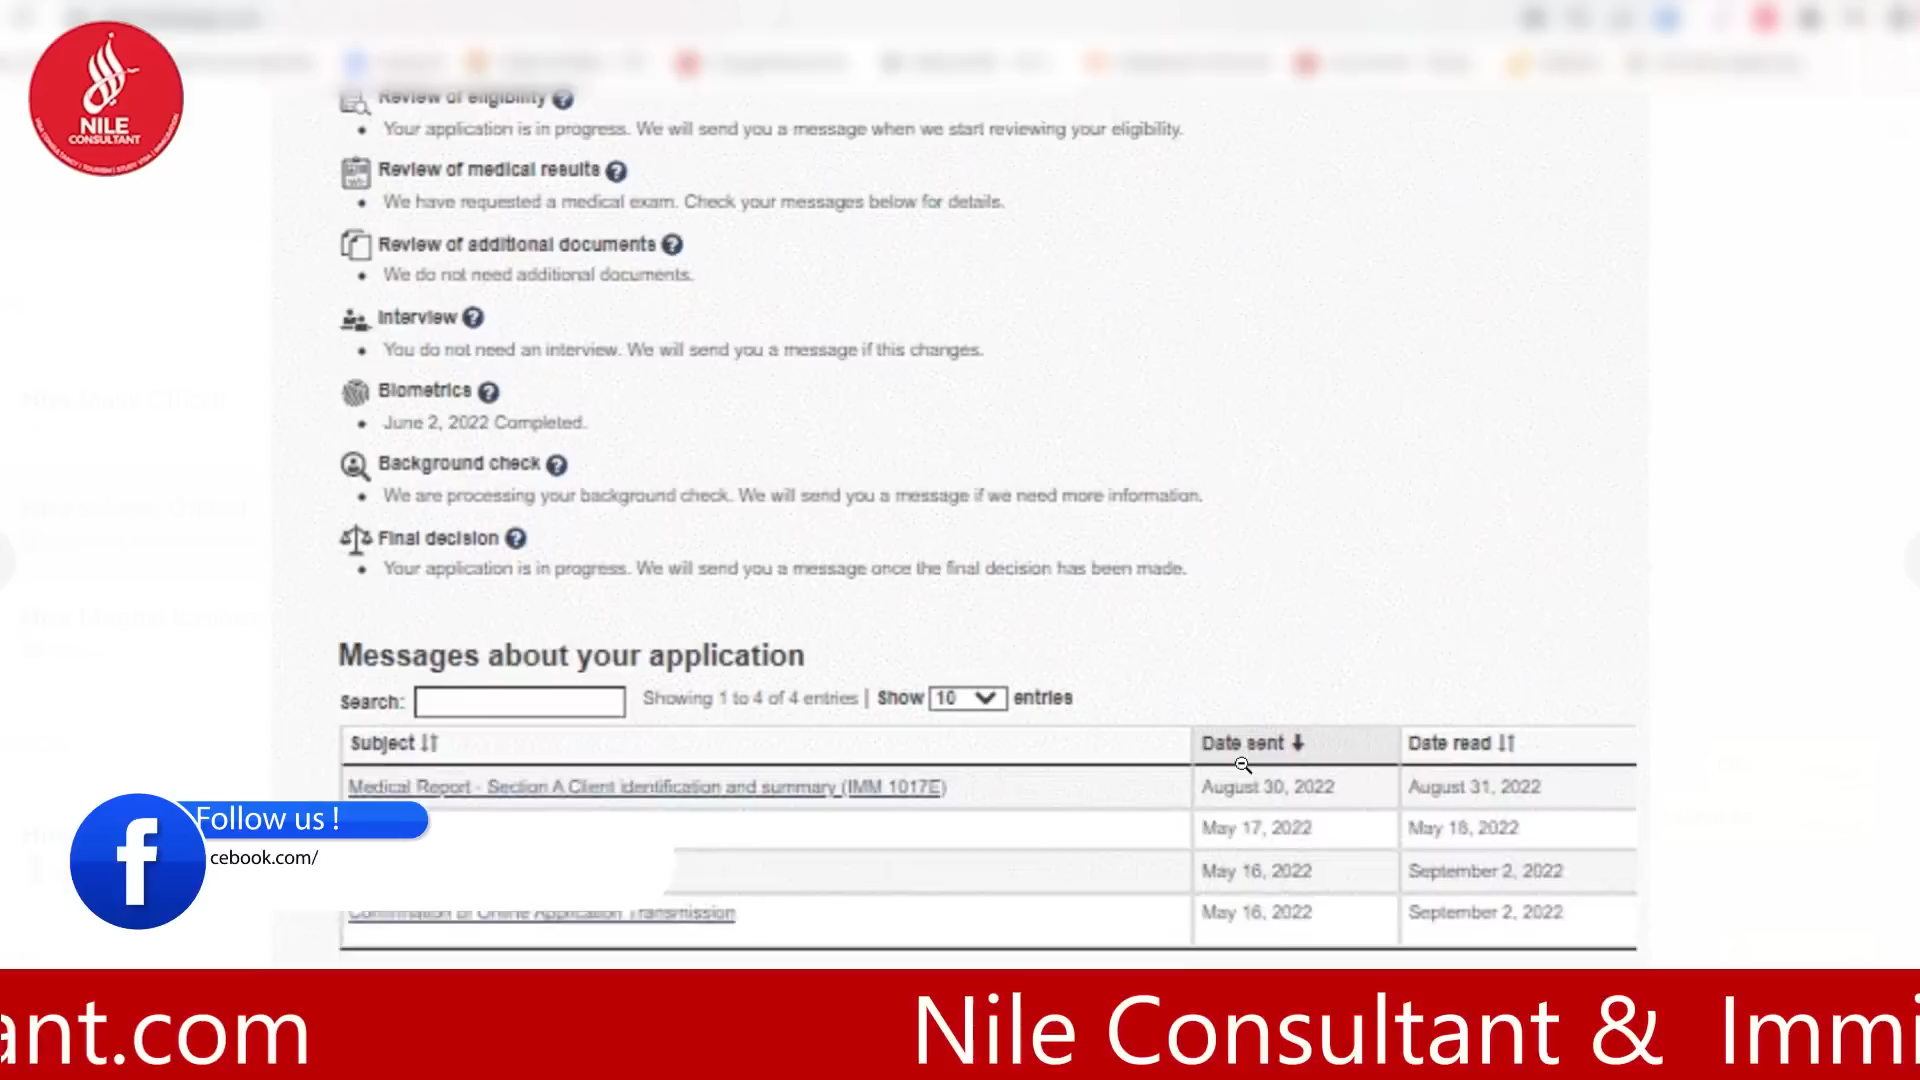 NILE
CONSULTANT
Review of eligibility
Your application is in progress. We will send you a message when we start reviewing your eligibility.
Review of medical results
We have requested a medical exam. Check your messages below for details.
Review of additional documents
We do not need additional documents.
Interview
You do not need an interview. We will send you a message if this changes.
Biometrics
June 2, 2022 Completed.
Background check
We are processing your background check. We will send you a message if we need more information.
Final decision
Your application is in progress. We will send you a message once the final decision has been made.
Messages about your application
Search: Showing 1 to 4 of 4 entries | Show 10 entries
Subject Date sent Date read
Medical Report - Section A Client identification and summary (IMM 1017E) August 30, 2022 August 31, 2022
May 17, 2022 May 18, 2022
May 16, 2022 September 2, 2022
Confirmation of Online Application Transmission May 16, 2022 September 2, 2022
Follow us !
cebook.com/
ant.com Nile Consultant & Immi